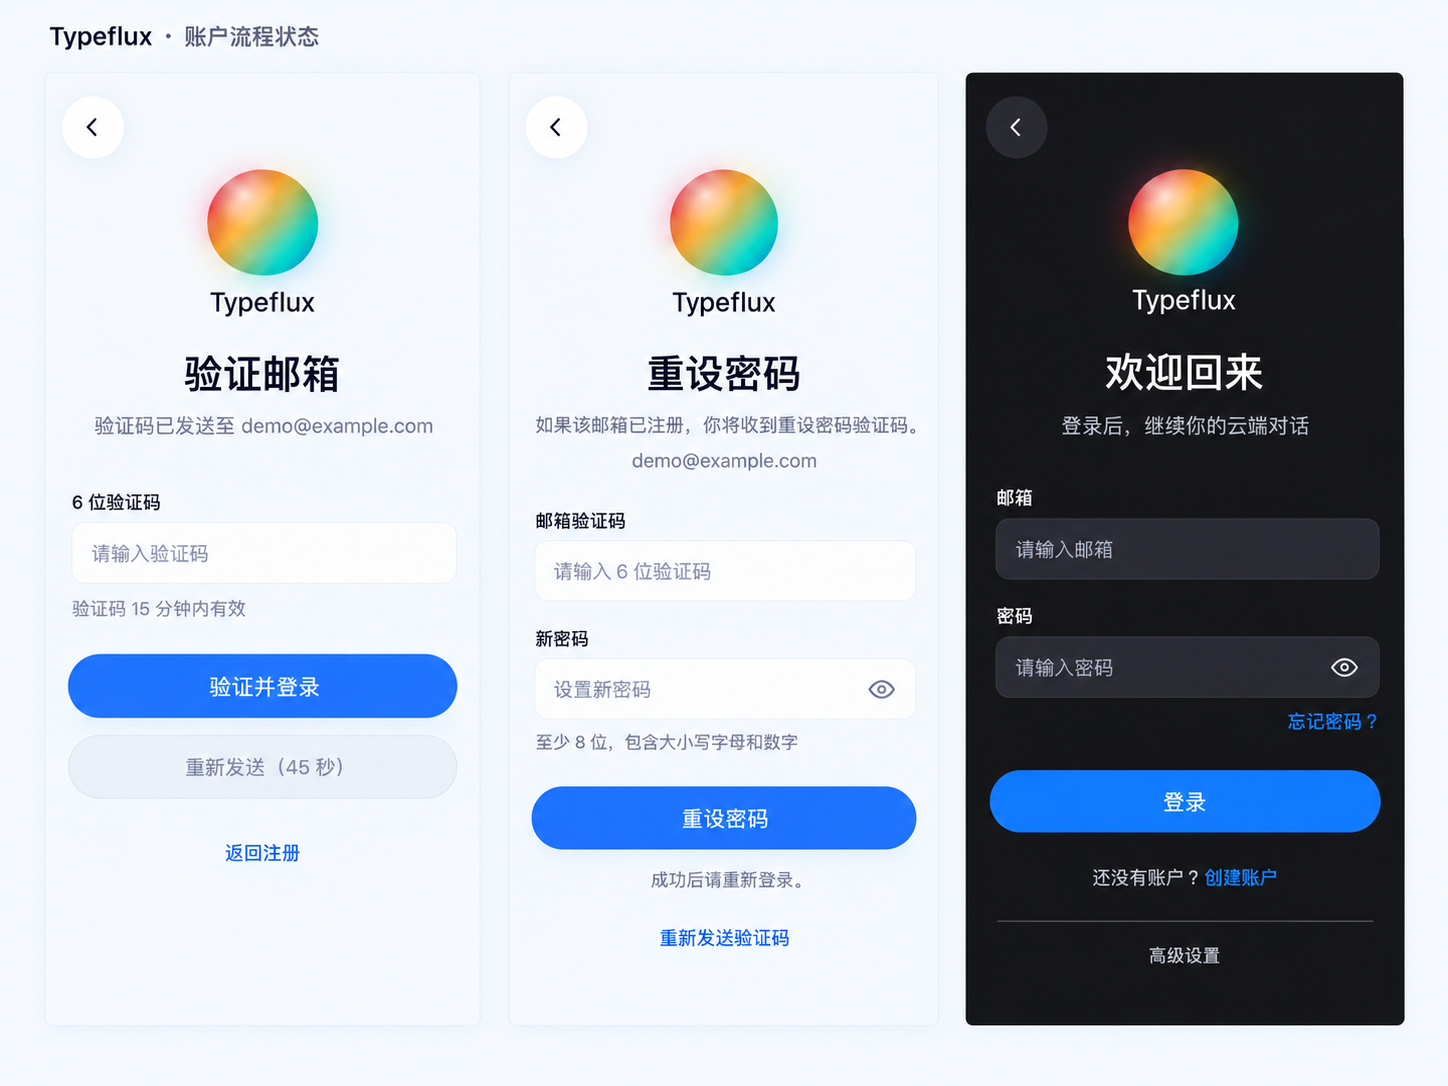 Typeflux • 账户流程状态
Typeflux
验证邮箱
验证码已发送至 demo@example.com
6 位验证码
请输入验证码
验证码 15 分钟内有效
验证并登录
重新发送（45 秒）
返回注册
Typeflux
重设密码
如果该邮箱已注册，你将收到重设密码验证码。
demo@example.com
邮箱验证码
请输入 6 位验证码
新密码
设置新密码
至少 8 位，包含大小写字母和数字
重设密码
成功后请重新登录。
重新发送验证码
Typeflux
欢迎回来
登录后，继续你的云端对话
邮箱
请输入邮箱
密码
请输入密码
忘记密码？
登录
还没有账户？创建账户
高级设置